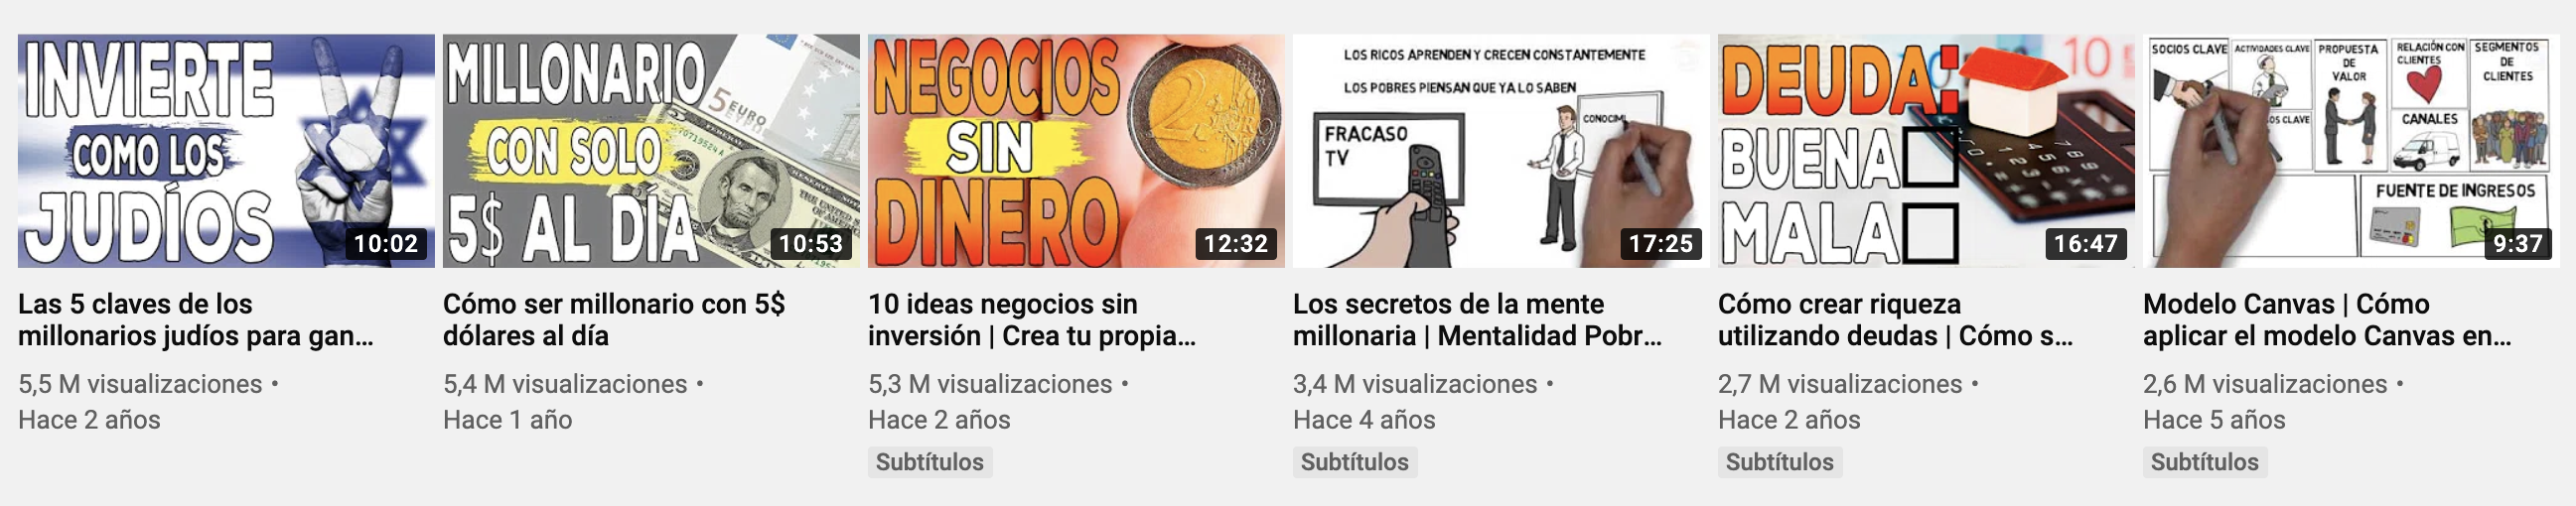 INVIERTE
COMO LOS
JUDÍOS
10:02
Las 5 claves de los
millonarios judíos para gan...
5,5 M visualizaciones •
Hace 2 años
MILLONARIO
CON SOLO
5$ AL DÍA
5 EURO
10:53
Cómo ser millonario con 5$
dólares al día
5,4 M visualizaciones •
Hace 1 año
NEGOCIOS
SIN
DINERO
2
12:32
10 ideas negocios sin
inversión | Crea tu propia...
5,3 M visualizaciones •
Hace 2 años
Subtítulos
LOS RICOS APRENDEN Y CRECEN CONSTANTEMENTE
LOS POBRES PIENSAN QUE YA LO SABEN
FRACASO
TV
CONOCIMI
17:25
Los secretos de la mente
millonaria | Mentalidad Pobr...
3,4 M visualizaciones •
Hace 4 años
Subtítulos
DEUDA:
BUENA
MALA
10
16:47
Cómo crear riqueza
utilizando deudas | Cómo s...
2,7 M visualizaciones •
Hace 2 años
Subtítulos
SOCIOS CLAVE
ACTIVIDADES CLAVE
OS CLAVE
PROPUESTA
DE
VALOR
RELACIÓN CON
CLIENTES
CANALES
SEGMENTOS
DE
CLIENTES
FUENTE DE INGRESOS
9:37
Modelo Canvas | Cómo
aplicar el modelo Canvas en...
2,6 M visualizaciones •
Hace 5 años
Subtítulos